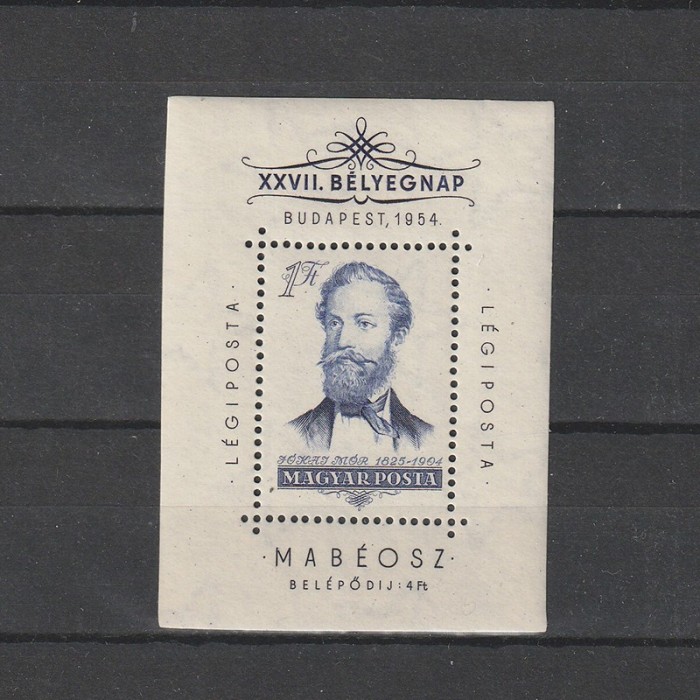 XXVII. BÉLYEGNAP
BUDAPEST, 1954.
1 Ft
LÉGIPOSTA
LÉGIPOSTA
JÓKAI MÓR 1825-1904
MAGYAR POSTA
· MABÉOSZ ·
BELÉPŐDIJ: 4 Ft